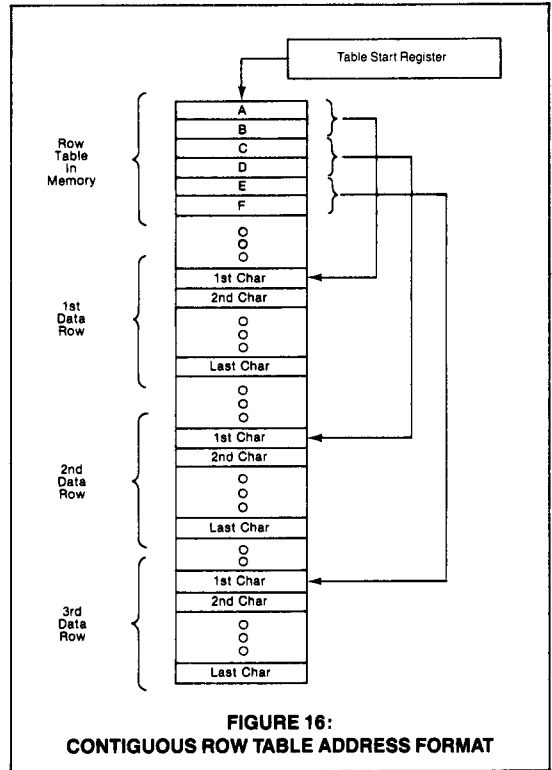 Table Start Register
A
B
C
D
E
F
Row
Table
in
Memory
1st Char
2nd Char
Last Char
1st
Data
Row
1st Char
2nd Char
Last Char
2nd
Data
Row
1st Char
2nd Char
Last Char
3rd
Data
Row
FIGURE 16:
CONTIGUOUS ROW TABLE ADDRESS FORMAT